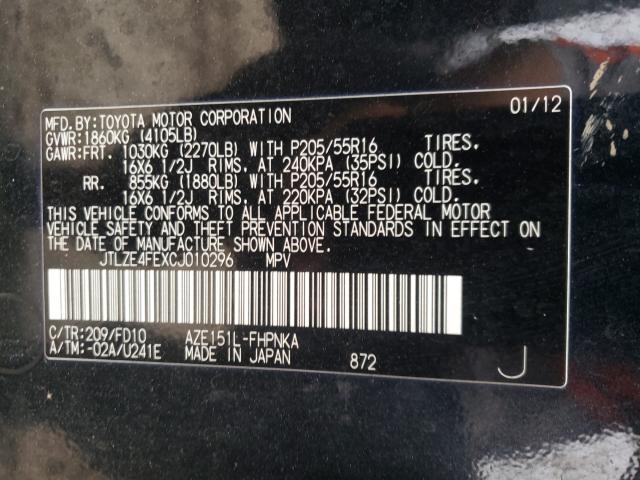 MFD. BY: TOYOTA MOTOR CORPORATION 01/12
GVWR: 1860KG (4105LB)
GAWR: FRT. 1030KG (2270LB) WITH P205/55R16 TIRES.
16X6 1/2J RIMS, AT 240KPA (35PSI) COLD.
RR. 855KG (1880LB) WITH P205/55R16 TIRES.
16X6 1/2J RIMS, AT 220KPA (32PSI) COLD.
THIS VEHICLE CONFORMS TO ALL APPLICABLE FEDERAL MOTOR
VEHICLE SAFETY AND THEFT PREVENTION STANDARDS IN EFFECT ON
THE DATE OF MANUFACTURE SHOWN ABOVE.
JTLZE4FEXCJ010296 MPV
C/TR: 209/FD10 AZE151L-FHPNKA
A/TM: -02A/U241E MADE IN JAPAN 872 J